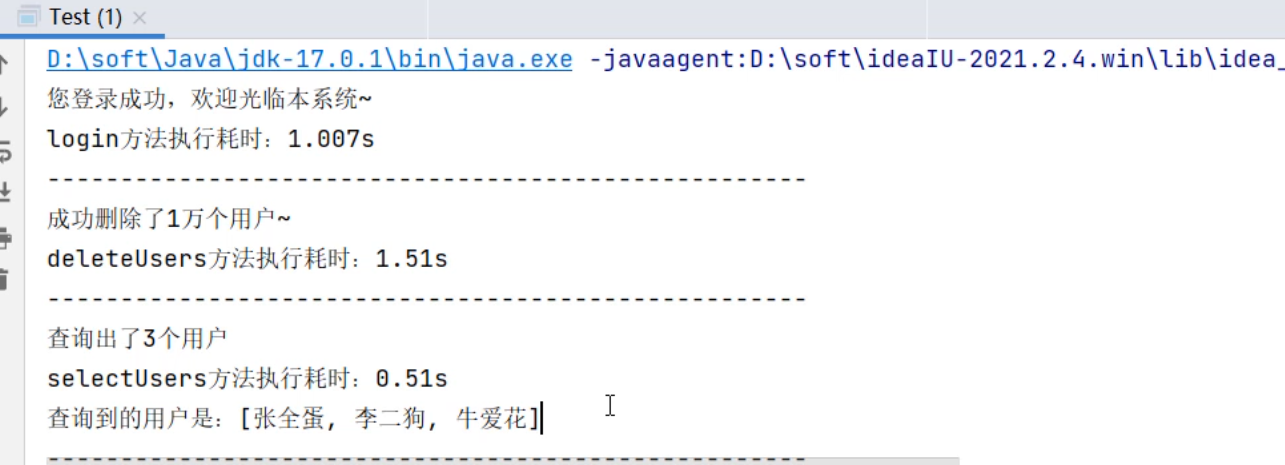 Test (1)
D:\soft\Java\jdk-17.0.1\bin\java.exe -javaagent:D:\soft\ideaIU-2021.2.4.win\lib\idea_
您登录成功，欢迎光临本系统~
login方法执行耗时：1.007s
----------------------------------------------------
成功删除了1万个用户~
deleteUsers方法执行耗时：1.51s
----------------------------------------------------
查询出了3个用户
selectUsers方法执行耗时：0.51s
查询到的用户是：[张全蛋, 李二狗, 牛爱花]
----------------------------------------------------